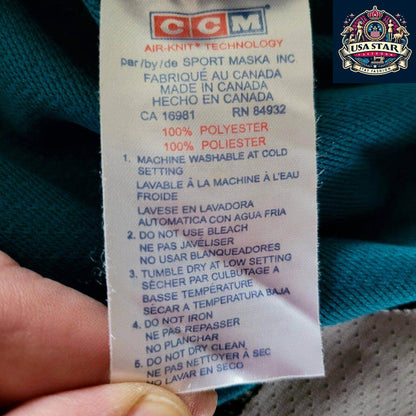 CCM
USA STAR
AIR-KNIT® TECHNOLOGY
par/by/de SPORT MASKA INC.
FABRIQUÉ AU CANADA
MADE IN CANADA
HECHO EN CANADA
CA 16981 RN 84932
100% POLYESTER
100% POLIESTER
1. MACHINE WASHABLE AT COLD
SETTING
LAVABLE À LA MACHINE À L'EAU
FROIDE
LAVESE EN LAVADORA
AUTOMATICA CON AGUA FRIA
2. DO NOT USE BLEACH
NE PAS JAVÉLISER
NO USAR BLANQUEADORES
3. TUMBLE DRY AT LOW SETTING
SÈCHER PAR CULBUTAGE À
BASSE TEMPÉRATURE
SECAR A TEMPERATURA BAJA
4. DO NOT IRON
NE PAS REPASSER
NO PLANCHAR
5. DO NOT DRY CLEAN
NE PAS NETTOYER À SEC
NO LAVAR EN SECO